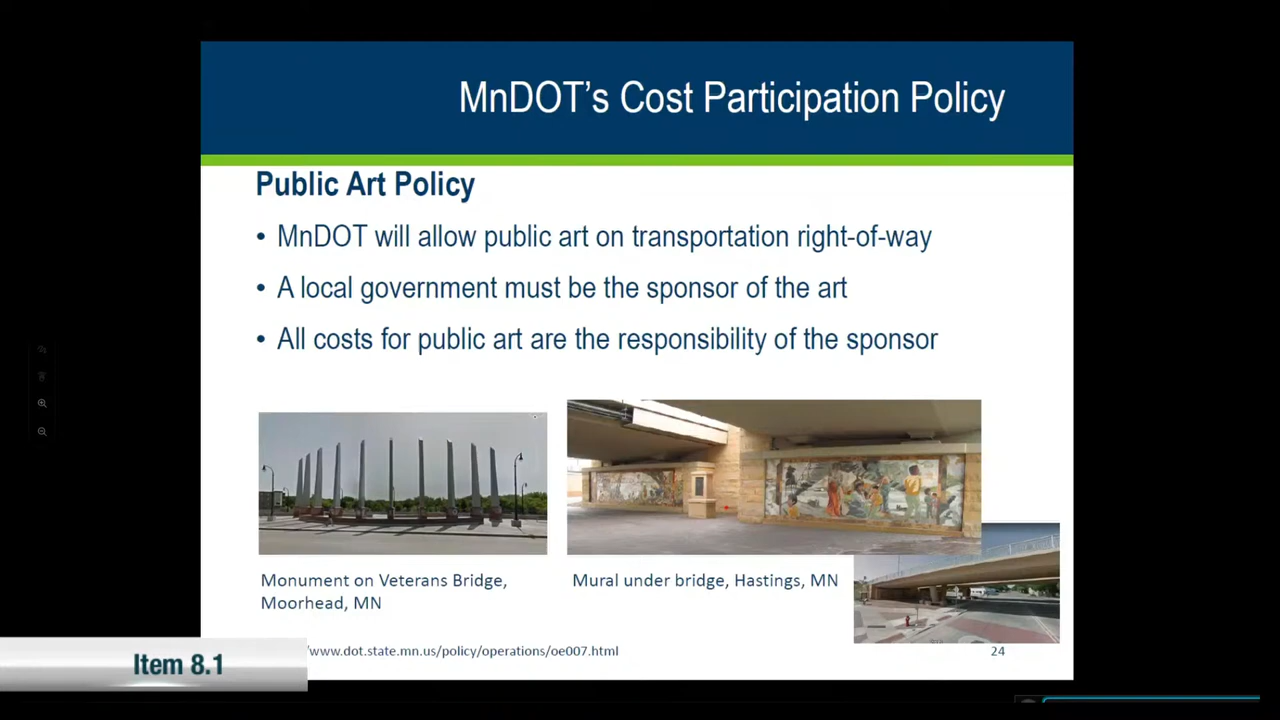 MnDOT's Cost Participation Policy
Public Art Policy
• MnDOT will allow public art on transportation right-of-way
• A local government must be the sponsor of the art
• All costs for public art are the responsibility of the sponsor
Monument on Veterans Bridge,
Moorhead, MN
Mural under bridge, Hastings, MN
/www.dot.state.mn.us/policy/operations/oe007.html
24
Item 8.1